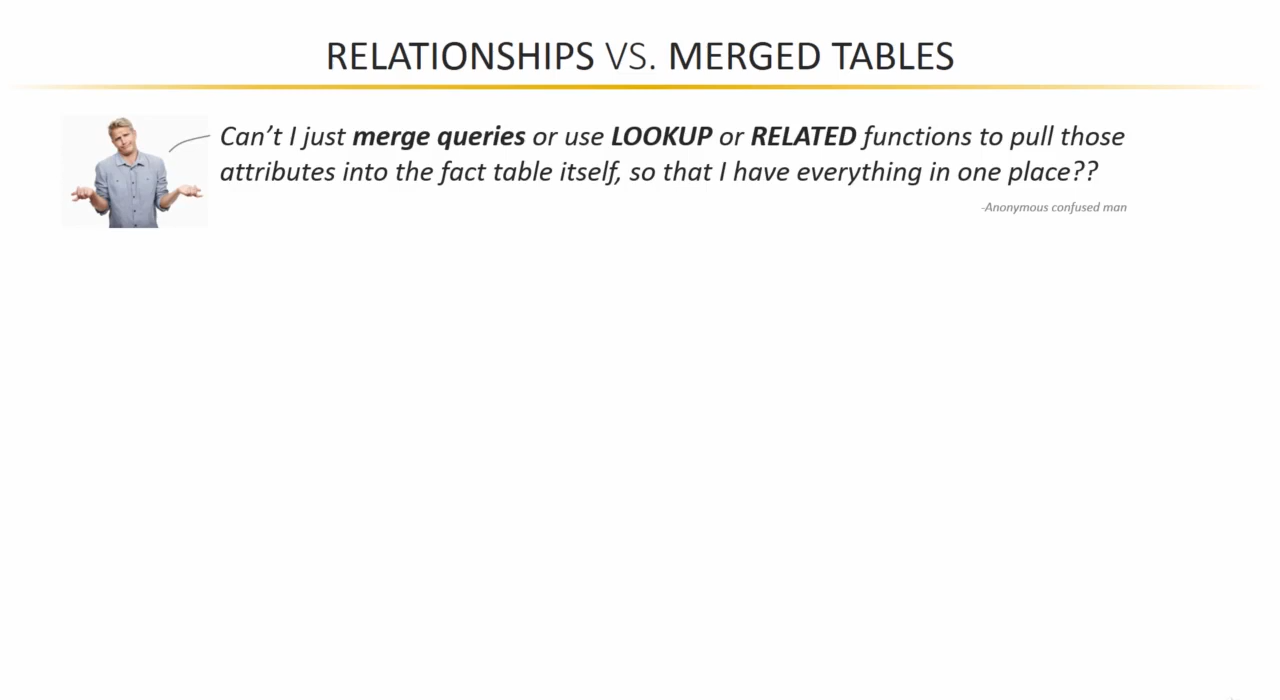 RELATIONSHIPS VS. MERGED TABLES
Can't I just merge queries or use LOOKUP or RELATED functions to pull those
attributes into the fact table itself, so that I have everything in one place??
-Anonymous confused man